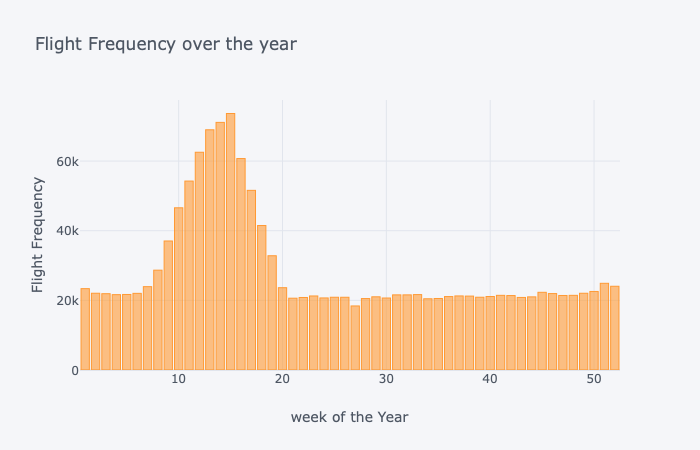 Flight Frequency over the year
Flight Frequency
60k
40k
20k
0
10 20 30 40 50
week of the Year